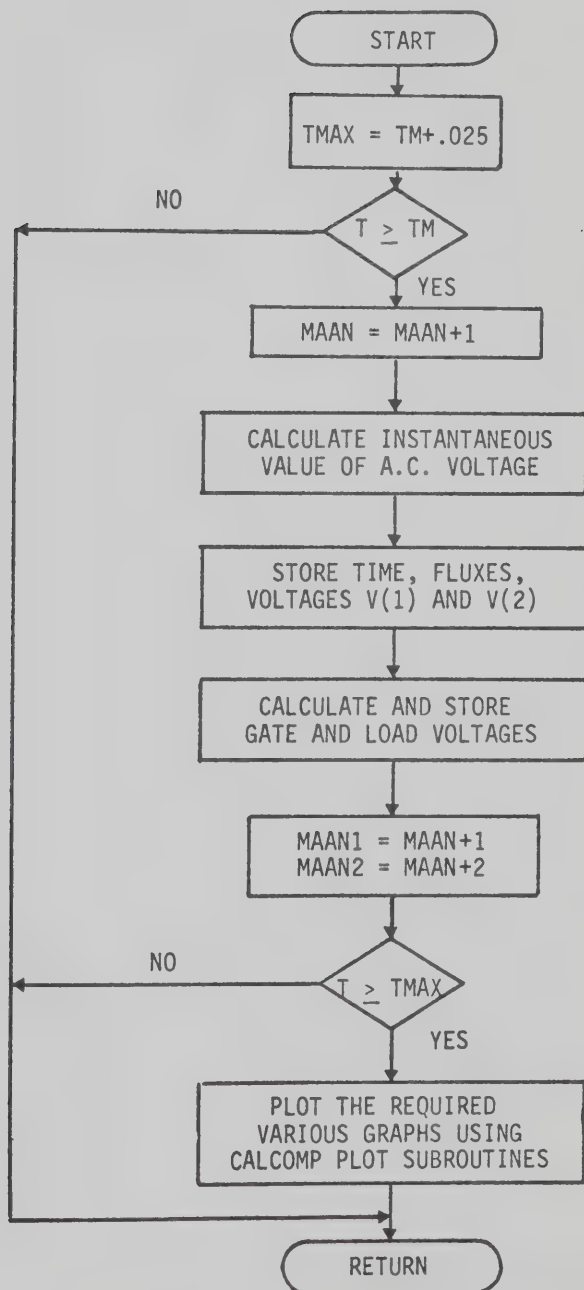 START
TMAX = TM+.025
NO
T ≥ TM
YES
MAAN = MAAN+1
CALCULATE INSTANTANEOUS
VALUE OF A.C. VOLTAGE
STORE TIME, FLUXES,
VOLTAGES V(1) AND V(2)
CALCULATE AND STORE
GATE AND LOAD VOLTAGES
MAAN1 = MAAN+1
MAAN2 = MAAN+2
NO
T ≥ TMAX
YES
PLOT THE REQUIRED
VARIOUS GRAPHS USING
CALCOMP PLOT SUBROUTINES
RETURN